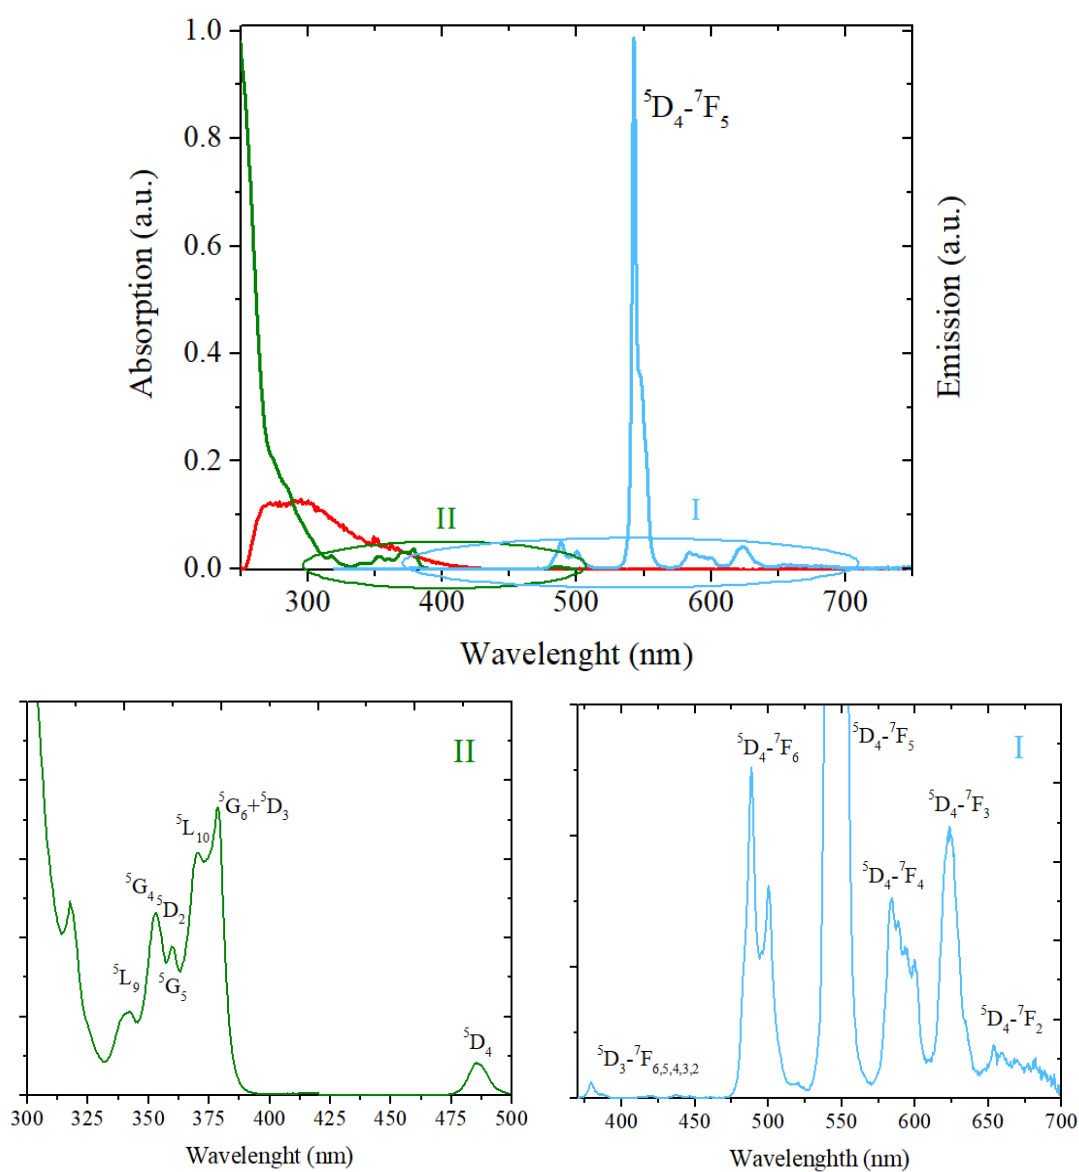 1.0
0.8
0.6
0.4
0.2
0.0
Absorption (a.u.)
Emission (a.u.)
⁵D₄-⁷F₅
II
I
300 400 500 600 700
Wavelenght (nm)
II
⁵G₆+⁵D₃
⁵L₁₀
⁵G₄ ⁵D₂
⁵L₉
⁵G₅
⁵D₄
300 325 350 375 400 425 450 475 500
Wavelenght (nm)
I
⁵D₄-⁷F₆
⁵D₄-⁷F₅
⁵D₄-⁷F₃
⁵D₄-⁷F₄
⁵D₄-⁷F₂
⁵D₃-⁷F₆,₅,₄,₃,₂
400 450 500 550 600 650 700
Wavelenghth (nm)